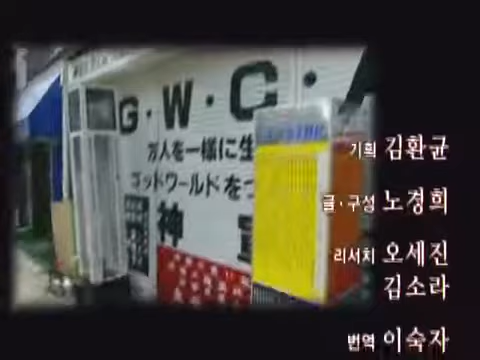 G・W・C・
万人を一様に生
ゴッドワールドをつ
神
기획 김환균
글·구성 노경희
리서치 오세진
김소라
번역 이숙자